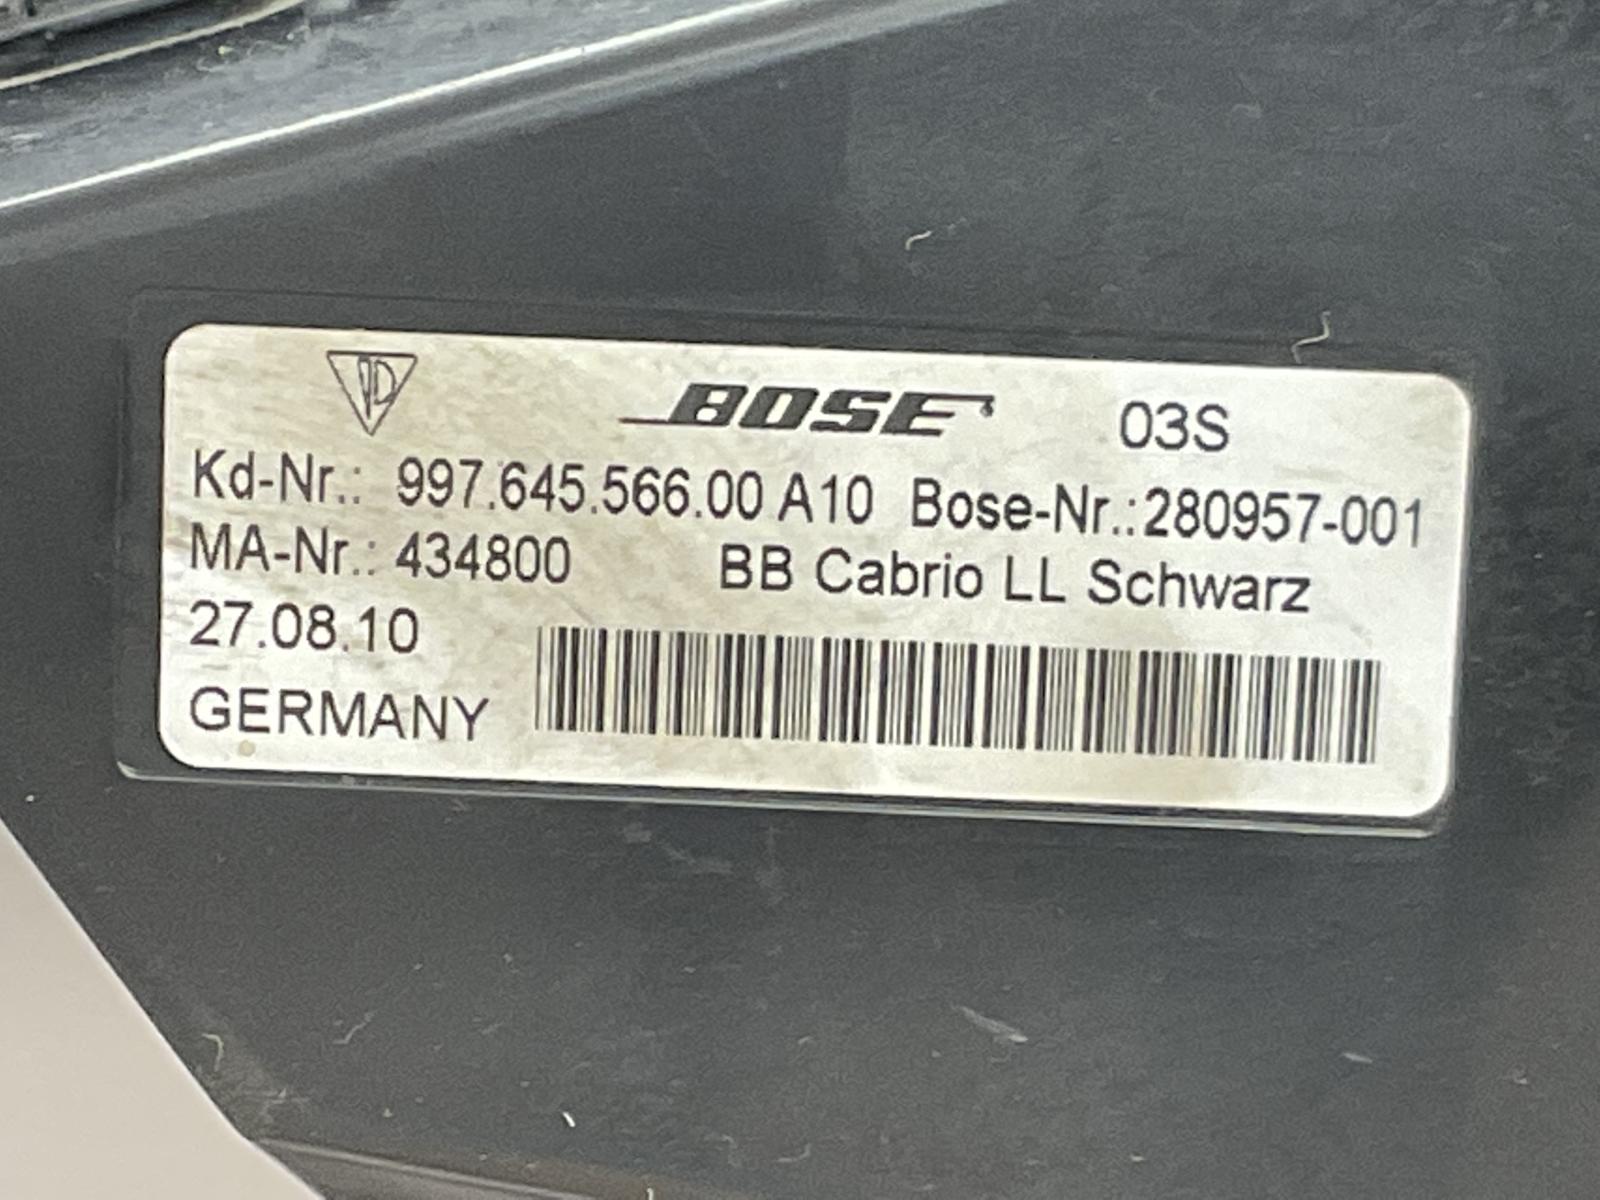 BOSE 03S
Kd-Nr.: 997.645.566.00 A10 Bose-Nr.:280957-001
MA-Nr.: 434800 BB Cabrio LL Schwarz
27.08.10
GERMANY